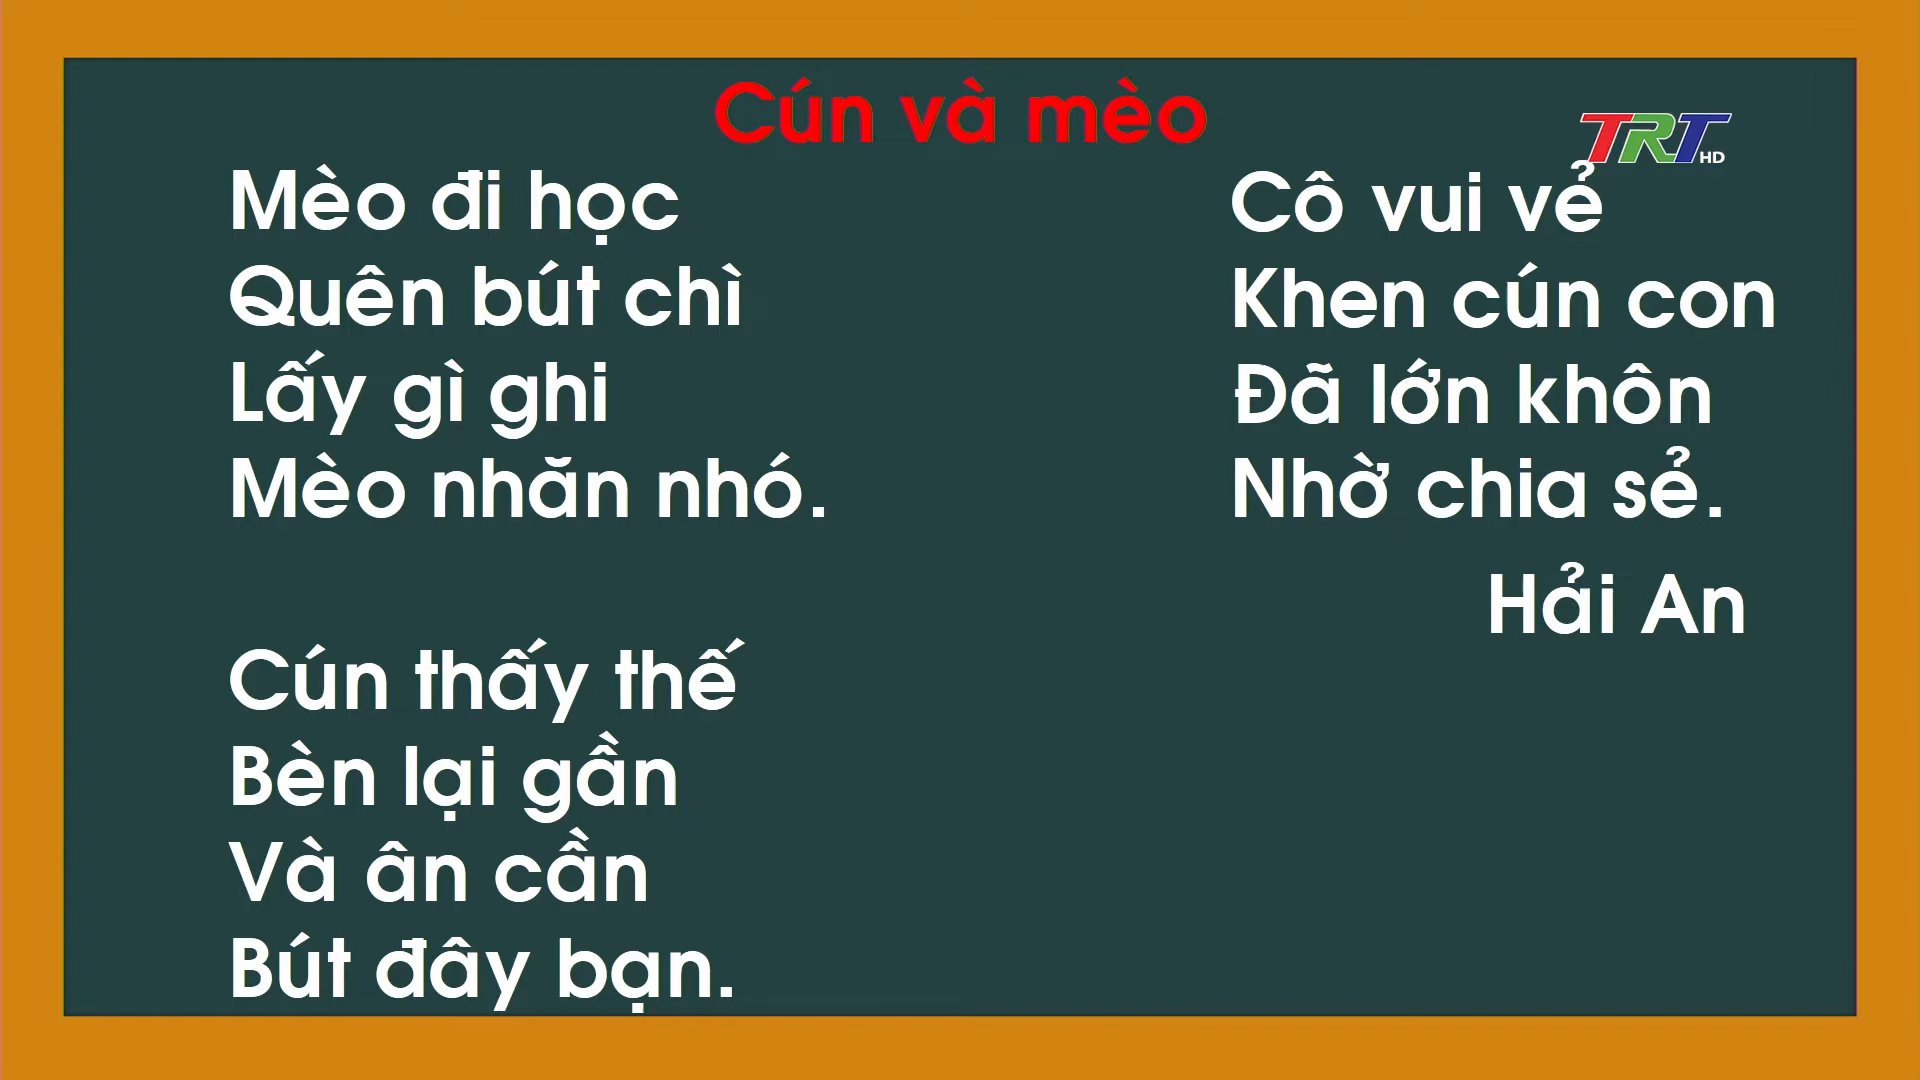 Cún và mèo
TRT HD
Mèo đi học
Quên bút chì
Lấy gì ghi
Mèo nhăn nhó.
Cún thấy thế
Bèn lại gần
Và ân cần
Bút đây bạn.
Cô vui vẻ
Khen cún con
Đã lớn khôn
Nhờ chia sẻ.
Hải An